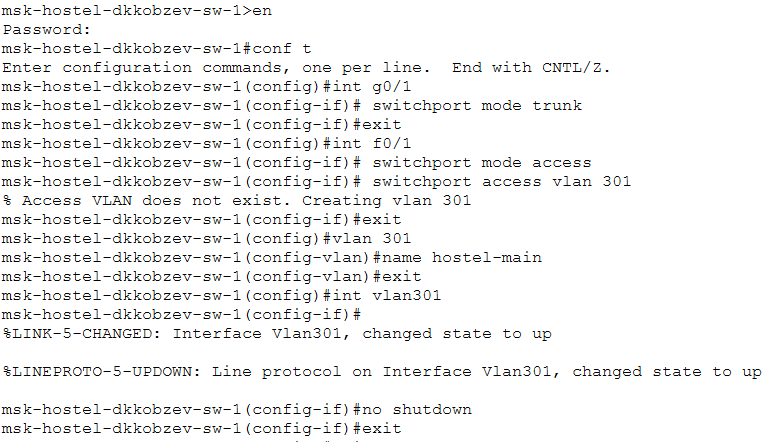 msk-hostel-dkkobzev-sw-1>en
Password:
msk-hostel-dkkobzev-sw-1#conf t
Enter configuration commands, one per line.  End with CNTL/Z.
msk-hostel-dkkobzev-sw-1(config)#int g0/1
msk-hostel-dkkobzev-sw-1(config-if)# switchport mode trunk
msk-hostel-dkkobzev-sw-1(config-if)#exit
msk-hostel-dkkobzev-sw-1(config)#int f0/1
msk-hostel-dkkobzev-sw-1(config-if)# switchport mode access
msk-hostel-dkkobzev-sw-1(config-if)# switchport access vlan 301
% Access VLAN does not exist. Creating vlan 301
msk-hostel-dkkobzev-sw-1(config-if)#exit
msk-hostel-dkkobzev-sw-1(config)#vlan 301
msk-hostel-dkkobzev-sw-1(config-vlan)#name hostel-main
msk-hostel-dkkobzev-sw-1(config-vlan)#exit
msk-hostel-dkkobzev-sw-1(config)#int vlan301
msk-hostel-dkkobzev-sw-1(config-if)#
%LINK-5-CHANGED: Interface Vlan301, changed state to up
%LINEPROTO-5-UPDOWN: Line protocol on Interface Vlan301, changed state to up
msk-hostel-dkkobzev-sw-1(config-if)#no shutdown
msk-hostel-dkkobzev-sw-1(config-if)#exit